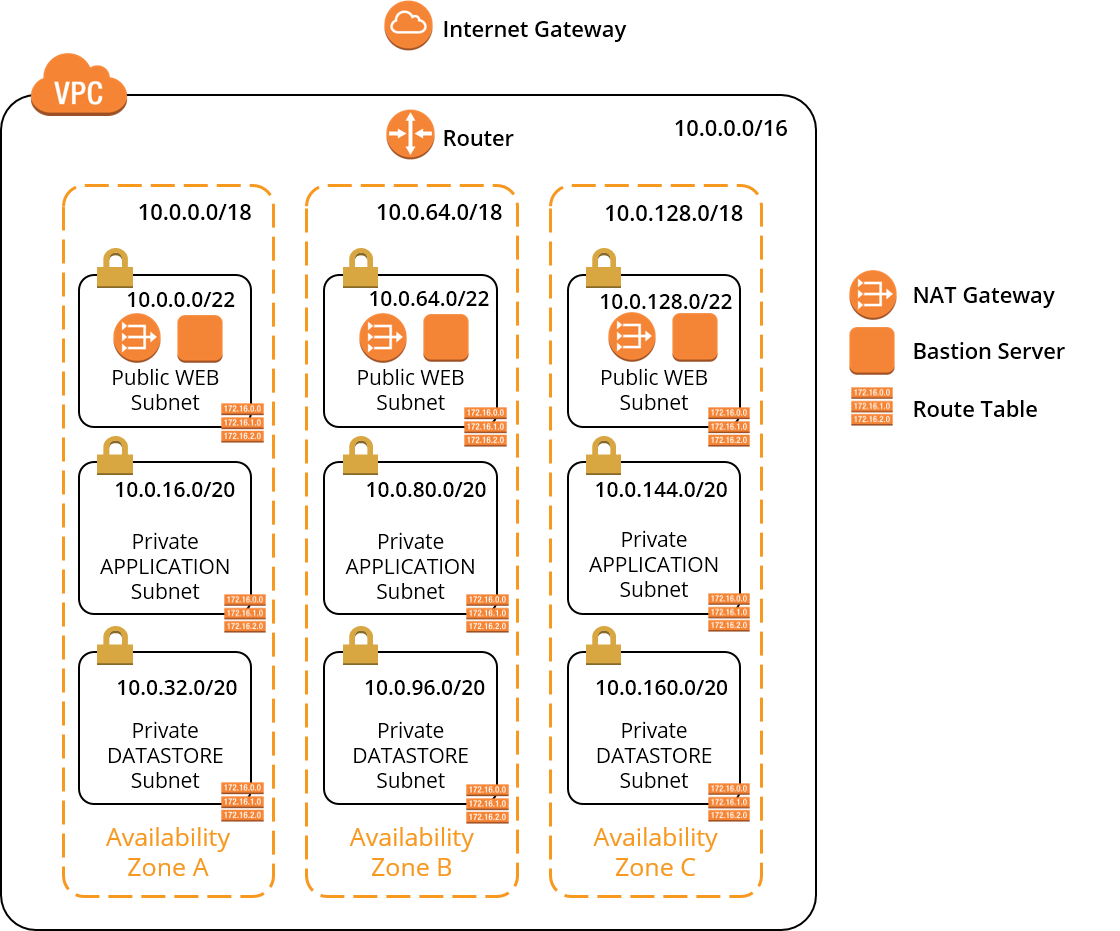 Internet Gateway
VPC
Router
10.0.0.0/16
10.0.0.0/18
10.0.64.0/18
10.0.128.0/18
10.0.0.0/22
Public WEB
Subnet
172.16.0.0
172.16.1.0
172.16.2.0
10.0.64.0/22
Public WEB
Subnet
172.16.0.0
172.16.1.0
172.16.2.0
10.0.128.0/22
Public WEB
Subnet
172.16.0.0
172.16.1.0
172.16.2.0
10.0.16.0/20
Private
APPLICATION
Subnet
172.16.0.0
172.16.1.0
172.16.2.0
10.0.80.0/20
Private
APPLICATION
Subnet
172.16.0.0
172.16.1.0
172.16.2.0
10.0.144.0/20
Private
APPLICATION
Subnet
172.16.0.0
172.16.1.0
172.16.2.0
10.0.32.0/20
Private
DATASTORE
Subnet
172.16.0.0
172.16.1.0
172.16.2.0
10.0.96.0/20
Private
DATASTORE
Subnet
172.16.0.0
172.16.1.0
172.16.2.0
10.0.160.0/20
Private
DATASTORE
Subnet
172.16.0.0
172.16.1.0
172.16.2.0
Availability
Zone A
Availability
Zone B
Availability
Zone C
NAT Gateway
Bastion Server
172.16.0.0
172.16.1.0
172.16.2.0
Route Table